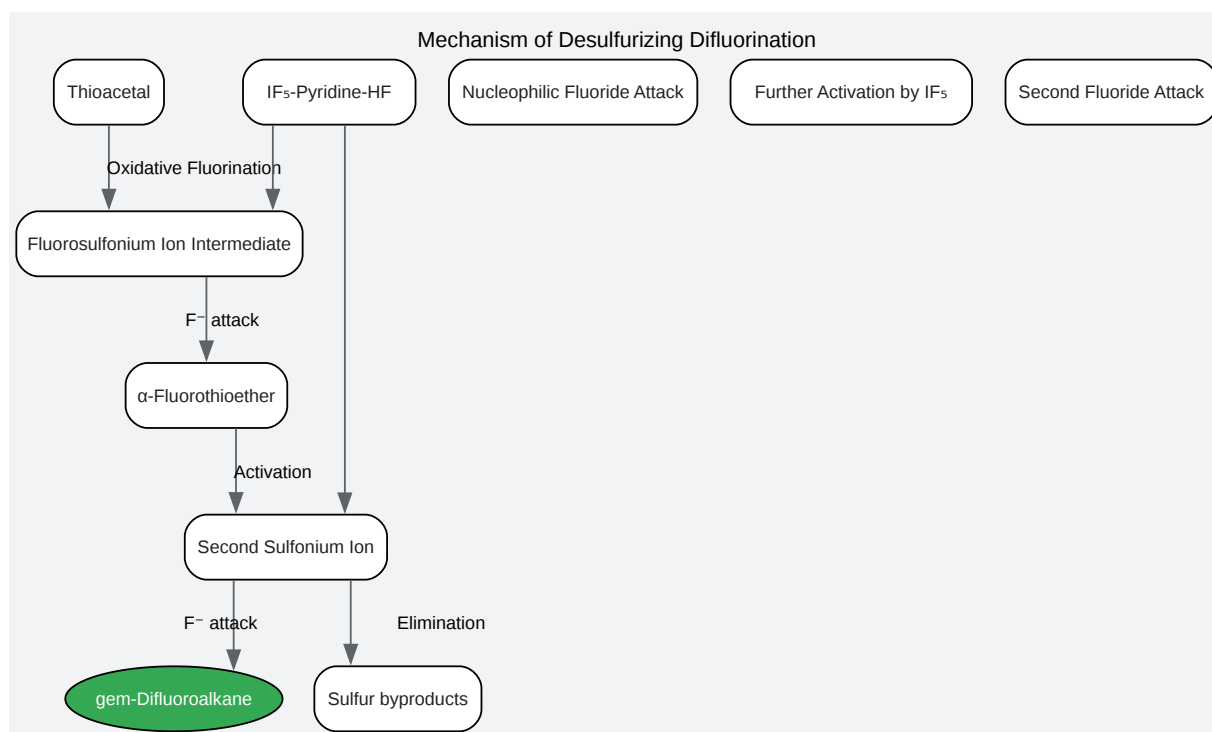 Mechanism of Desulfurizing Difluorination
Thioacetal
IF₅-Pyridine-HF
Nucleophilic Fluoride Attack
Further Activation by IF₅
Second Fluoride Attack
Oxidative Fluorination
Fluorosulfonium Ion Intermediate
F⁻ attack
α-Fluorothioether
Activation
Second Sulfonium Ion
F⁻ attack
Elimination
gem-Difluoroalkane
Sulfur byproducts